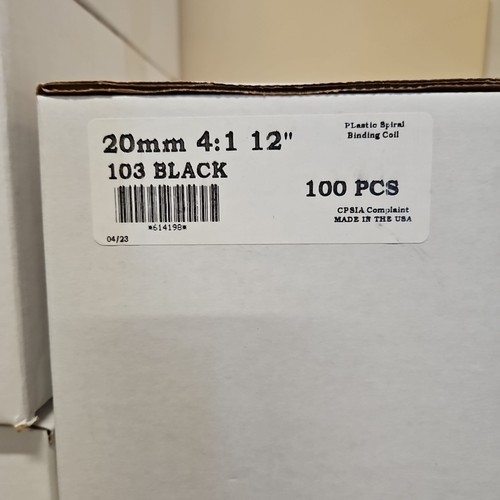 20mm 4:1 12"
PLastic Spiral
Binding Coil
103 BLACK
100 PCS
*614198*
CPSIA Complaint
MADE IN THE USA
04/23